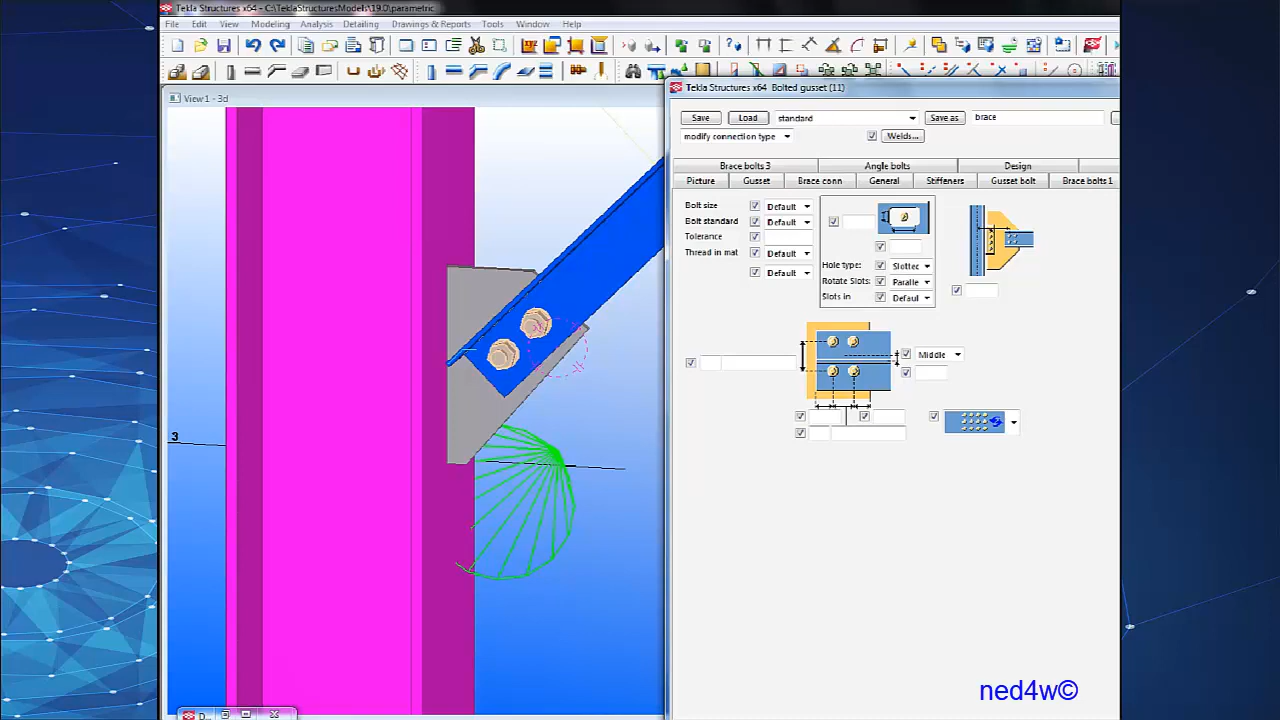 Tekla Structures x64 - C:\TeklaStructuresModels\19.0\parametric
File Edit View Modeling Analysis Detailing Drawings & Reports Tools Window Help
View 1 - 3d
Tekla Structures x64 Bolted gusset (11)
Save Load standard Save as brace
modify connection type Welds...
Brace bolts 3 Angle bolts Design
Picture Gusset Brace conn General Stiffeners Gusset bolt Brace bolts 1
Bolt size Default
Bolt standard Default
Tolerance
Thread in mat Default
Default
Hole type: Slottec
Rotate Slots: Paralle
Slots in Defaul
Middle
3
ned4w©
D...